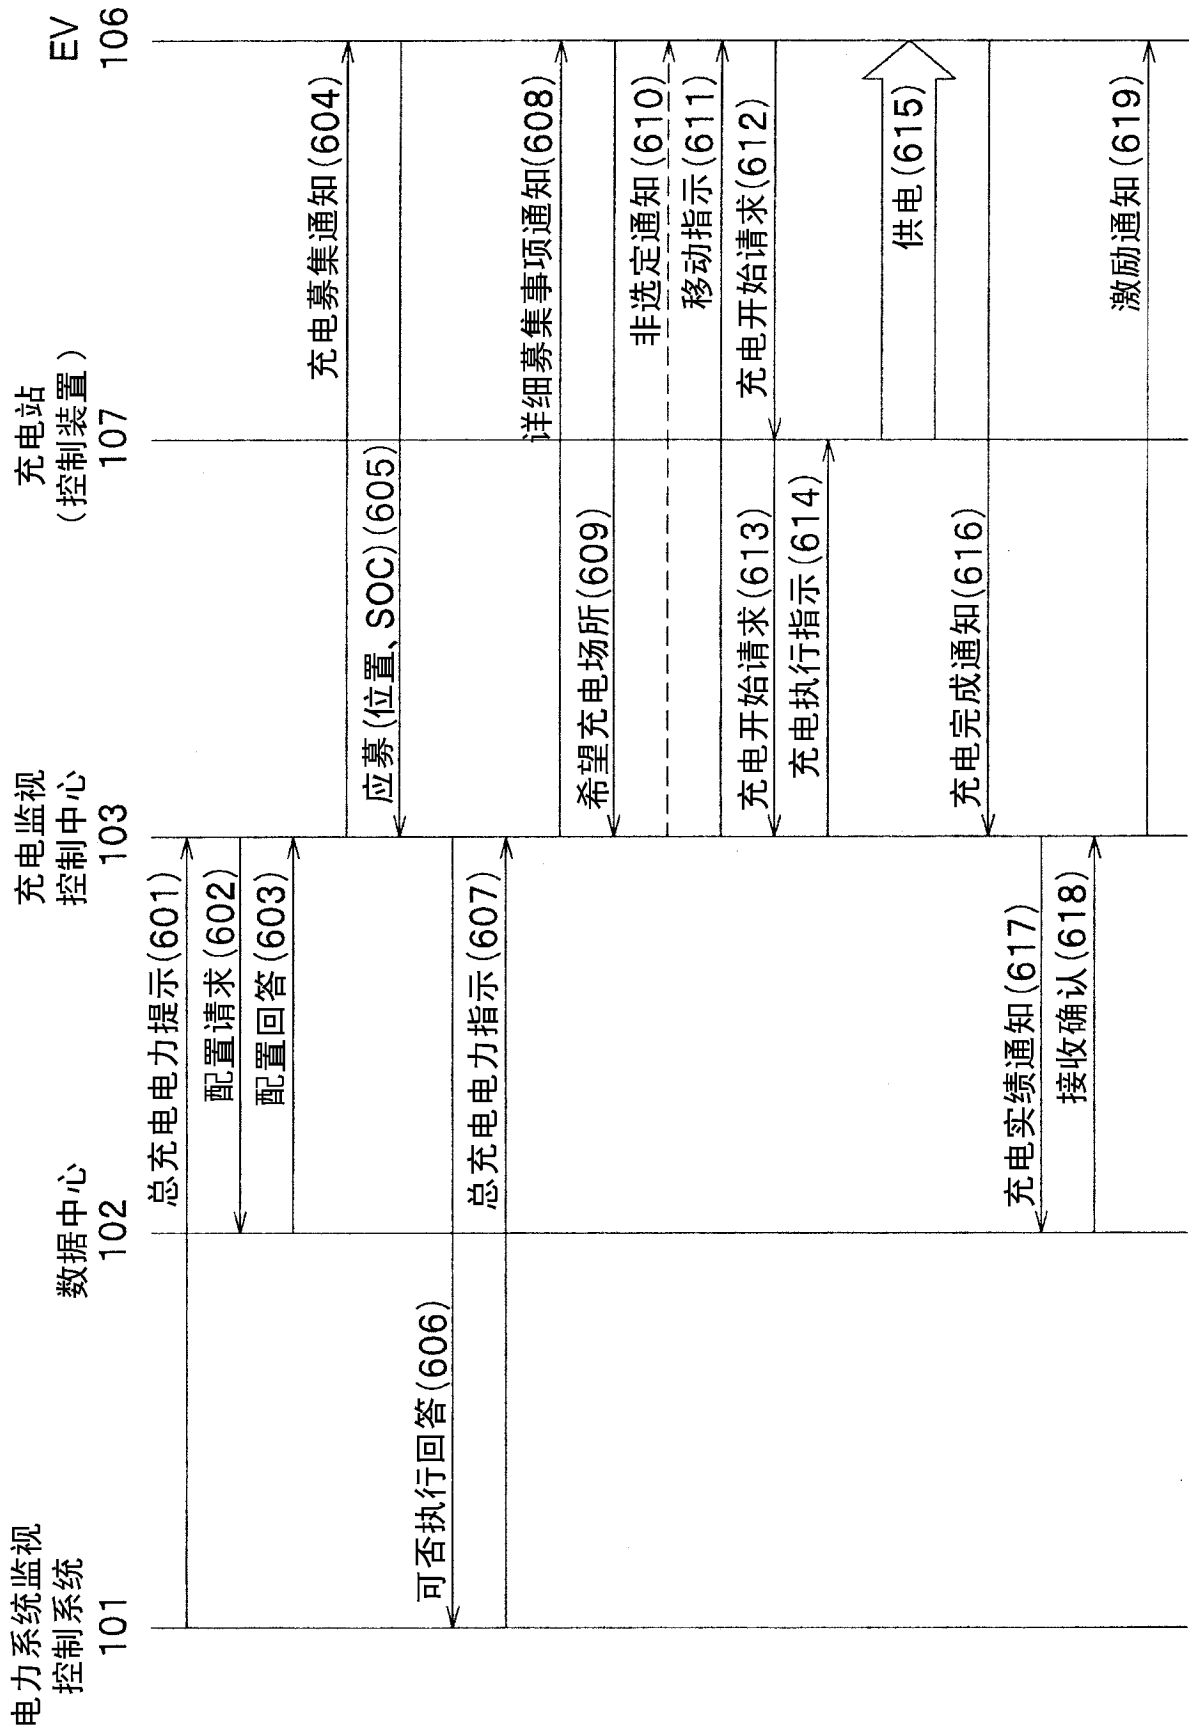 电力系统监视
控制系统
101
数据中心
102
充电监视
控制中心
103
充电站
(控制装置)
107
EV
106
总充电电力提示(601)
配置请求(602)
配置回答(603)
充电募集通知(604)
应募(位置、SOC)(605)
可否执行回答(606)
总充电电力指示(607)
详细募集事项通知(608)
希望充电场所(609)
非选定通知(610)
移动指示(611)
充电开始请求(612)
充电开始请求(613)
充电执行指示(614)
供电(615)
充电完成通知(616)
充电实绩通知(617)
接收确认(618)
激励通知(619)